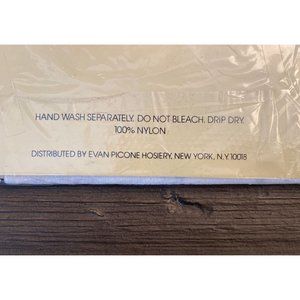 HAND WASH SEPARATELY. DO NOT BLEACH. DRIP DRY.
100% NYLON
DISTRIBUTED BY EVAN PICONE HOSIERY, NEW YORK, N.Y. 10018